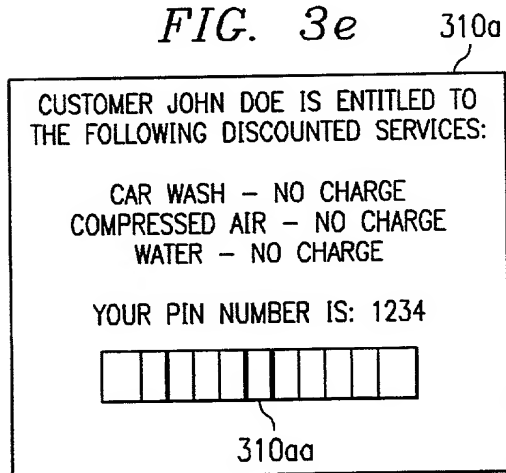 FIG. 3e
310a
CUSTOMER JOHN DOE IS ENTITLED TO
THE FOLLOWING DISCOUNTED SERVICES:
CAR WASH – NO CHARGE
COMPRESSED AIR – NO CHARGE
WATER – NO CHARGE
YOUR PIN NUMBER IS: 1234
310aa